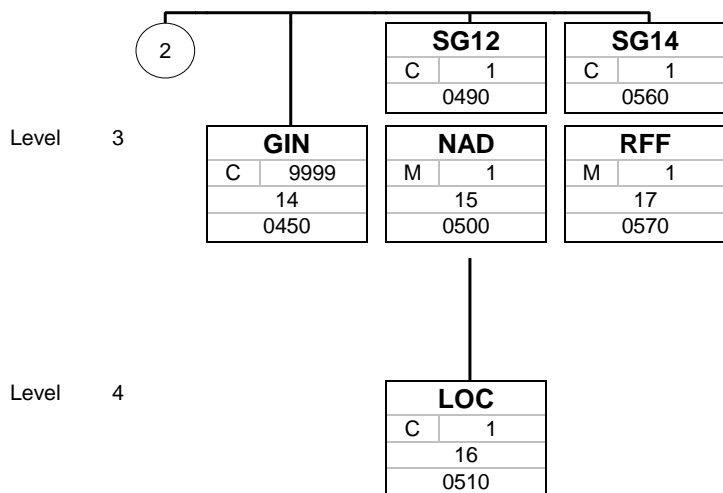 2
SG12
SG14
C 1
C 1
0490
0560
Level 3
GIN
NAD
RFF
C 9999
M 1
M 1
14
15
17
0450
0500
0570
Level 4
LOC
C 1
16
0510